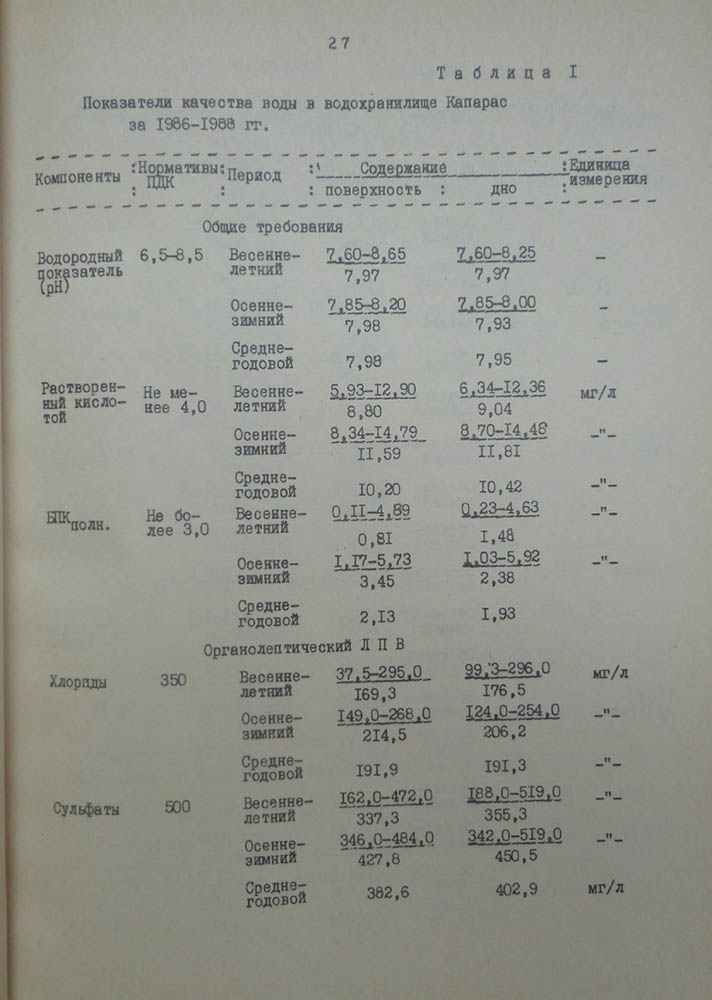 27
Таблица I
Показатели качества воды в водохранилище Капарас
за 1986-1988 гг.
Компоненты :Нормативы: Период : Содержание :Единица
: ПДК : : поверхность : дно :измерения
Общие требования
Водородный 6,5-8,5 Весенне- 7,60-8,65 7,60-8,25 –
показатель летний 7,97 7,97
(рН)
Осенне- 7,85-8,20 7,85-8,00 –
зимний 7,98 7,93
Средне-
годовой 7,98 7,95 –
Растворен- Не ме- Весенне- 5,93-12,90 6,34-12,36 мг/л
ный кисло- нее 4,0 летний 8,80 9,04
той
Осенне- 8,34-14,79 8,70-14,46 –"–
зимний 11,59 11,81
Средне-
годовой 10,20 10,42 –"–
БПКполн. Не бо- Весенне- 0,11-4,89 0,23-4,63 –"–
лее 3,0 летний 0,81 1,48
Осенне- 1,17-5,73 1,03-5,92 –"–
зимний 3,45 2,38
Средне-
годовой 2,13 1,93
Органолептический Л П В
Хлориды 350 Весенне- 37,5-295,0 99,3-296,0 мг/л
летний 169,3 176,5
Осенне- 149,0-268,0 124,0-254,0 –"–
зимний 214,5 206,2
Средне-
годовой 191,9 191,3 –"–
Сульфаты 500 Весенне- 162,0-472,0 188,0-519,0 –"–
летний 337,3 355,3
Осенне- 346,0-484,0 342,0-519,0 –"–
зимний 427,8 450,5
Средне-
годовой 382,6 402,9 мг/л